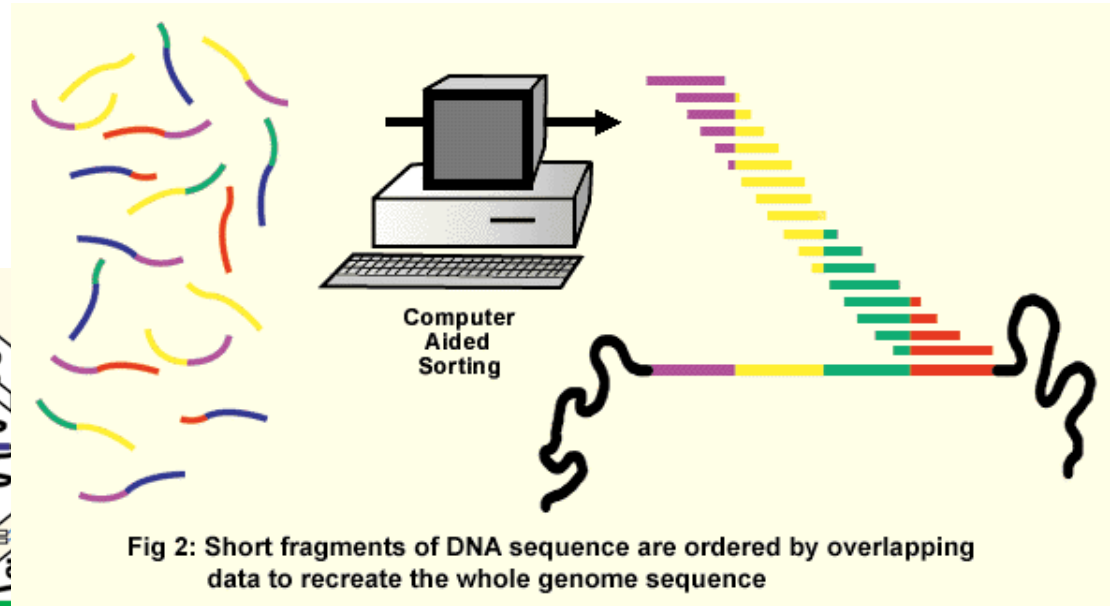 Computer
Aided
Sorting
Fig 2: Short fragments of DNA sequence are ordered by overlapping
data to recreate the whole genome sequence